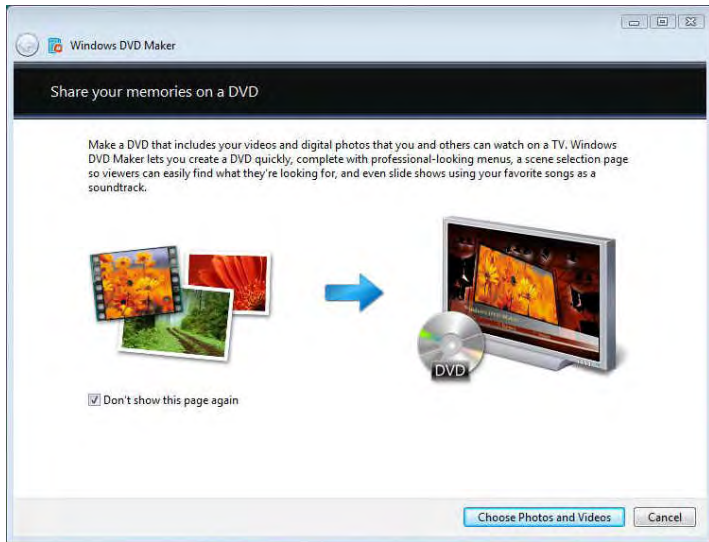 Windows DVD Maker
Share your memories on a DVD
Make a DVD that includes your videos and digital photos that you and others can watch on a TV. Windows
DVD Maker lets you create a DVD quickly, complete with professional-looking menus, a scene selection page
so viewers can easily find what they're looking for, and even slide shows using your favorite songs as a
soundtrack.
DVD
Don't show this page again
Choose Photos and Videos Cancel